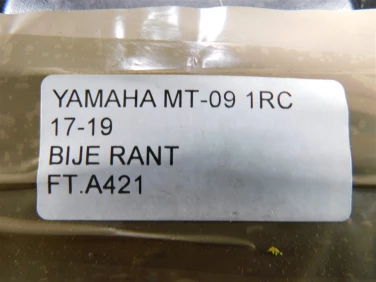 YAMAHA MT-09 1RC
17-19
BIJE RANT
FT.A421